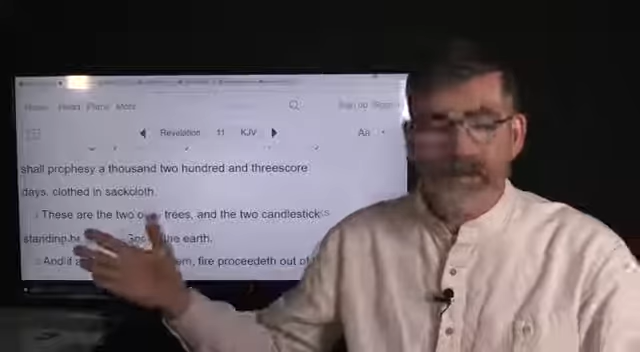 Home Read Plans More Sign up
Revelation 11 KJV Aa
shall prophesy a thousand two hundred and threescore
days, clothed in sackcloth.
These are the two trees, and the two candlesticks
standing the earth.
And if fire proceedeth out of